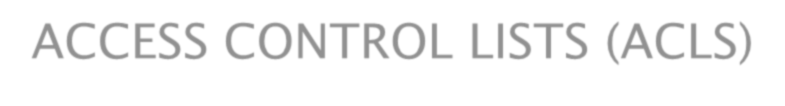 ACCESS CONTROL LISTS (ACLS)